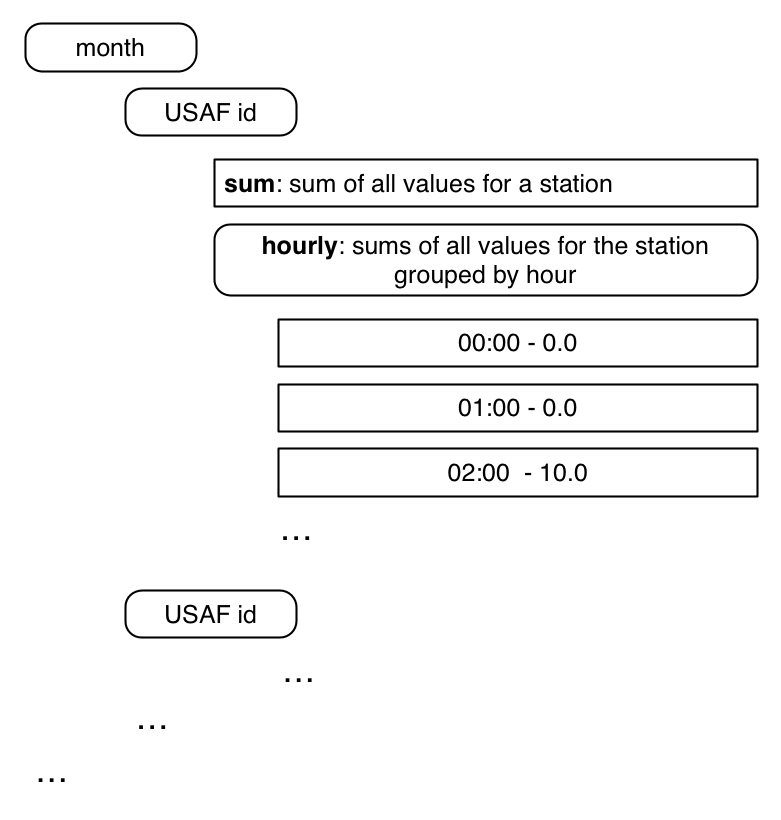 month
USAF id
sum: sum of all values for a station
hourly: sums of all values for the station
grouped by hour
00:00 - 0.0
01:00 - 0.0
02:00  - 10.0
...
USAF id
...
...
...